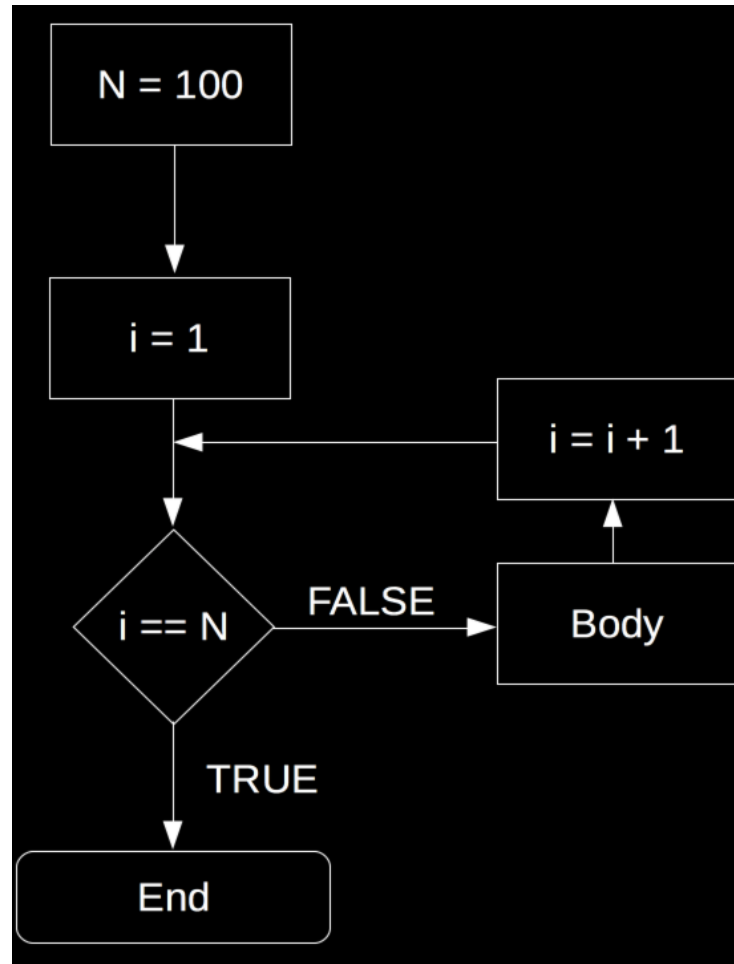 N = 100
i = 1
i = i + 1
i == N
FALSE
Body
TRUE
End